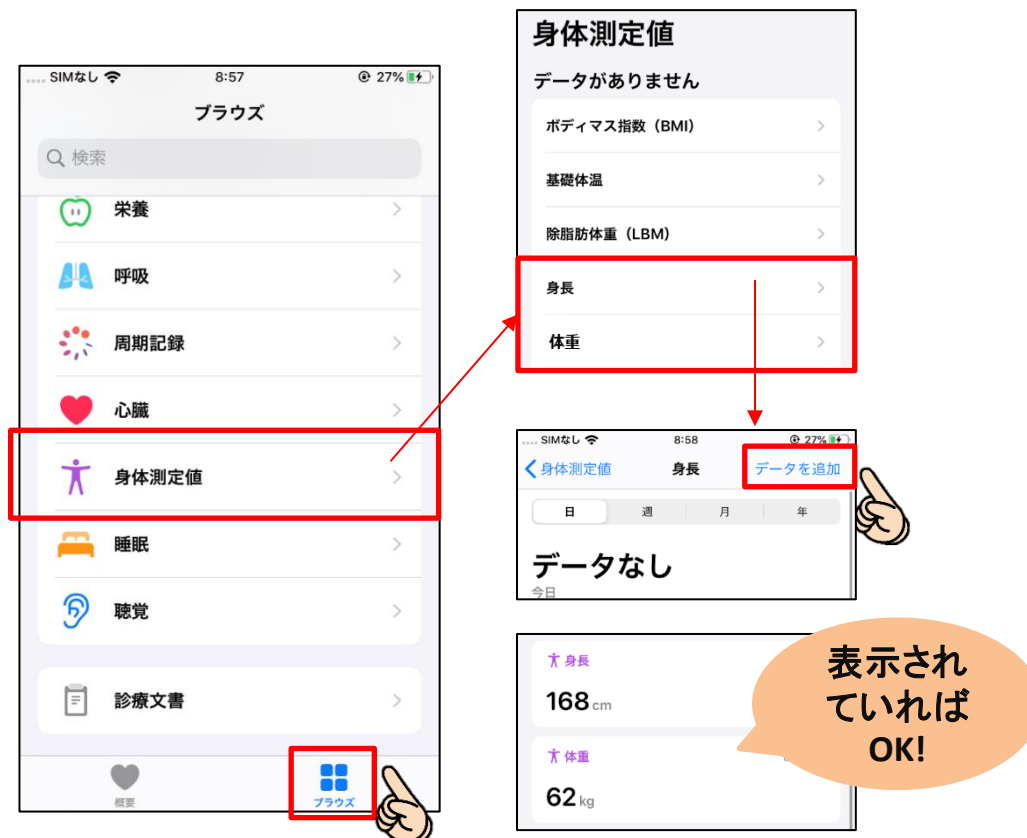 SIMなし 8:57 27%
ブラウズ
検索
栄養
呼吸
周期記録
心臓
身体測定値
睡眠
聴覚
診療文書
概要
ブラウズ
身体測定値
データがありません
ボディマス指数（BMI）
基礎体温
除脂肪体重（LBM）
身長
体重
SIMなし 8:58 27%
身体測定値 身長 データを追加
日 週 月 年
データなし
今日
身長
168 cm
体重
62 kg
表示され
ていれば
OK!